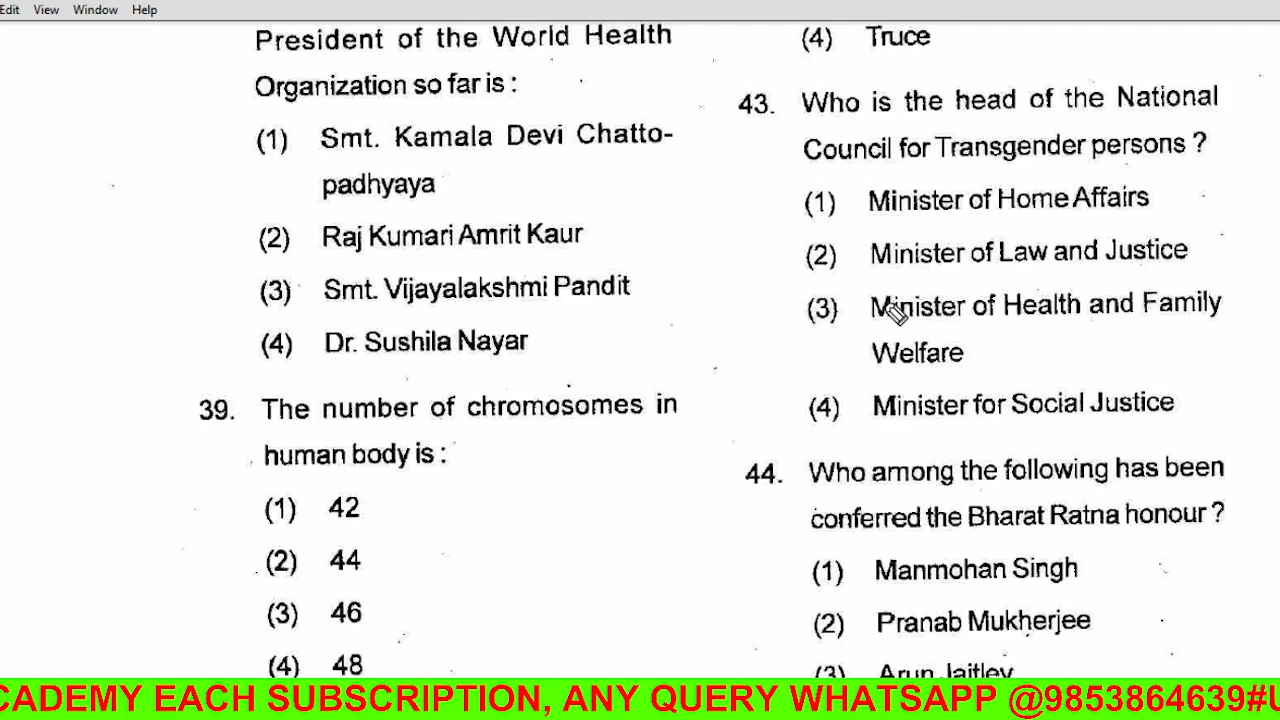 Edit View Window Help
President of the World Health
Organization so far is :
(1) Smt. Kamala Devi Chatto-
padhyaya
(2) Raj Kumari Amrit Kaur
(3) Smt. Vijayalakshmi Pandit
(4) Dr. Sushila Nayar
39. The number of chromosomes in
human body is :
(1) 42
(2) 44
(3) 46
(4) 48
(4) Truce
43. Who is the head of the National
Council for Transgender persons ?
(1) Minister of Home Affairs
(2) Minister of Law and Justice
(3) Minister of Health and Family
Welfare
(4) Minister for Social Justice
44. Who among the following has been
conferred the Bharat Ratna honour ?
(1) Manmohan Singh
(2) Pranab Mukherjee
(3) Arun Jaitley
CADEMY EACH SUBSCRIPTION, ANY QUERY WHATSAPP @9853864639#U